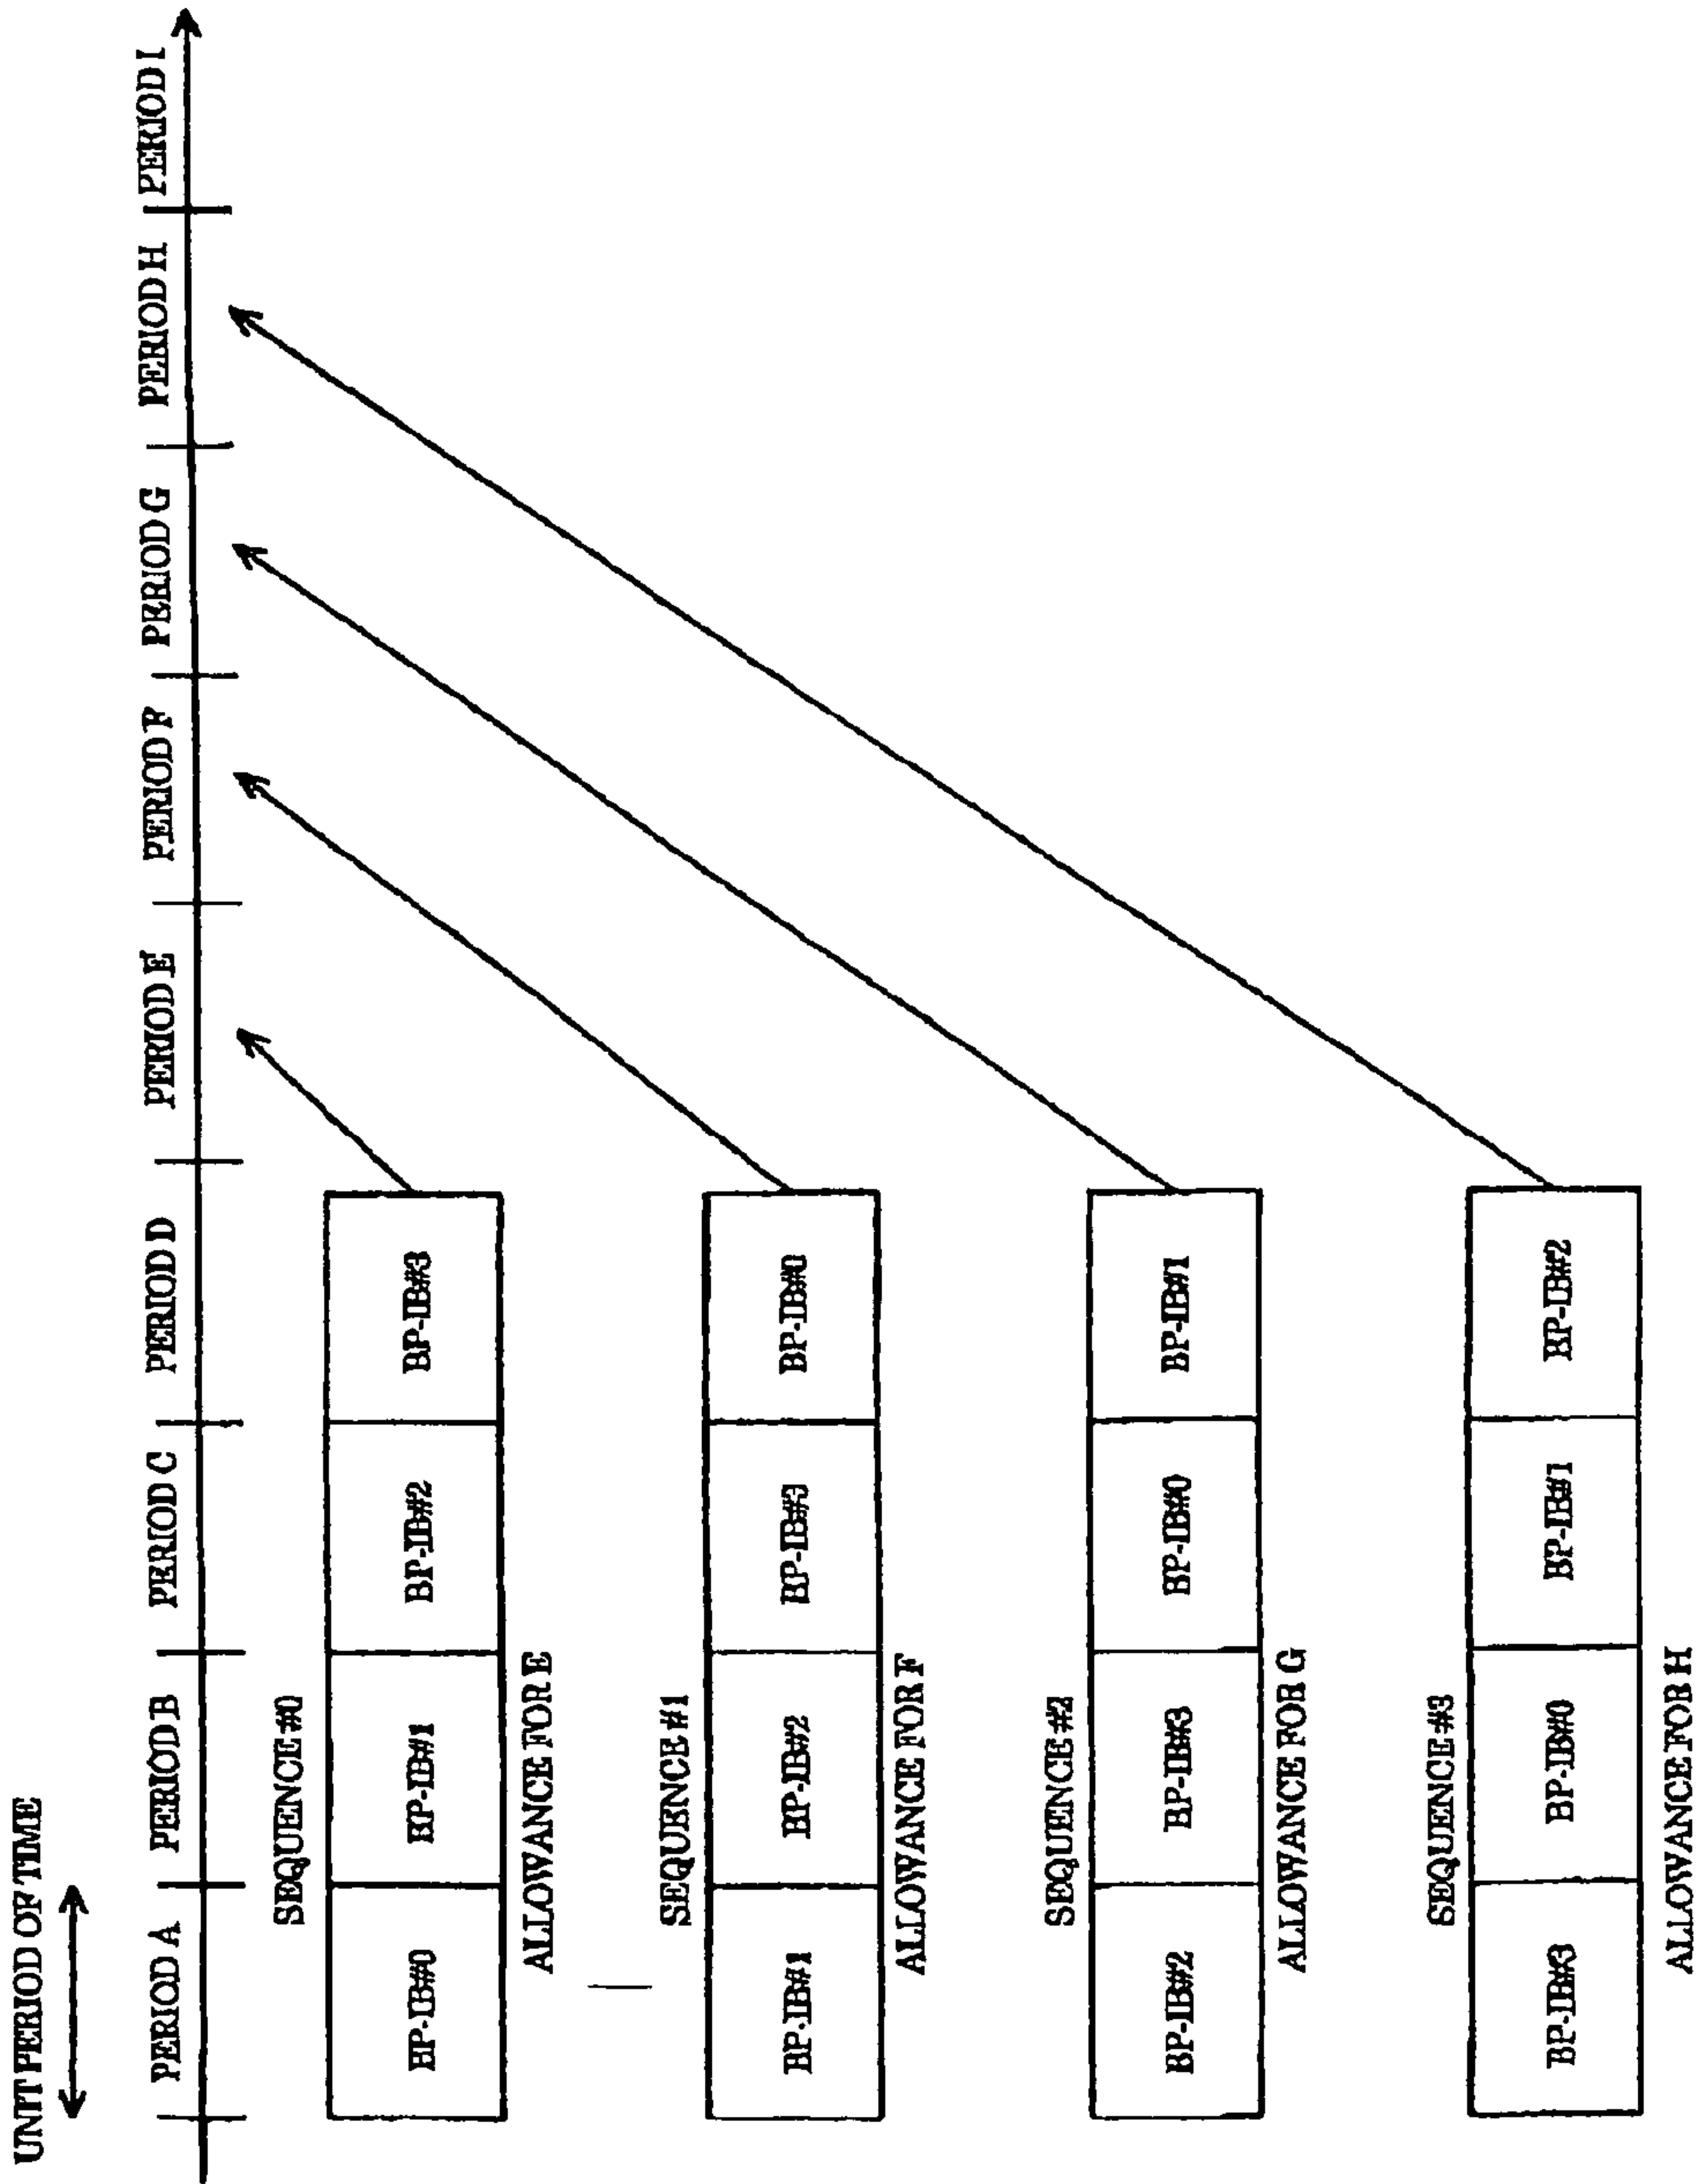 UNIT PERIOD OF TIME
PERIOD A PERIOD B PERIOD C PERIOD D PERIOD E PERIOD F PERIOD G PERIOD H PERIOD I
SEQUENCE #0
BP-IB#0 BP-IB#1 BP-IB#2 BP-IB#3
ALLOWANCE FOR E
SEQUENCE #1
BP-IB#1 BP-IB#2 BP-IB#3 BP-IB#0
ALLOWANCE FOR F
SEQUENCE #2
BP-IB#2 BP-IB#3 BP-IB#0 BP-IB#1
ALLOWANCE FOR G
SEQUENCE #3
BP-IB#3 BP-IB#0 BP-IB#1 BP-IB#2
ALLOWANCE FOR H